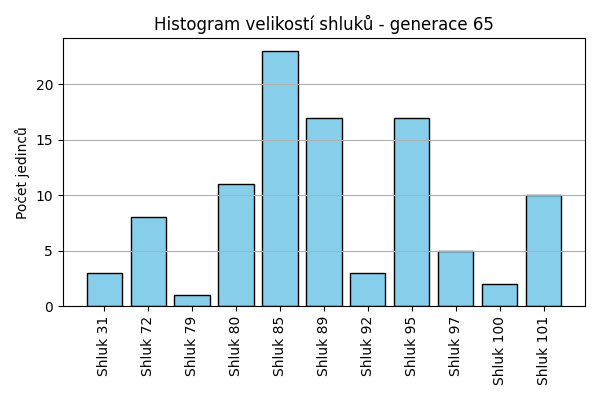 Histogram velikostí shluků - generace 65
Počet jedinců
20
15
10
5
0
Shluk 31
Shluk 72
Shluk 79
Shluk 80
Shluk 85
Shluk 89
Shluk 92
Shluk 95
Shluk 97
Shluk 100
Shluk 101